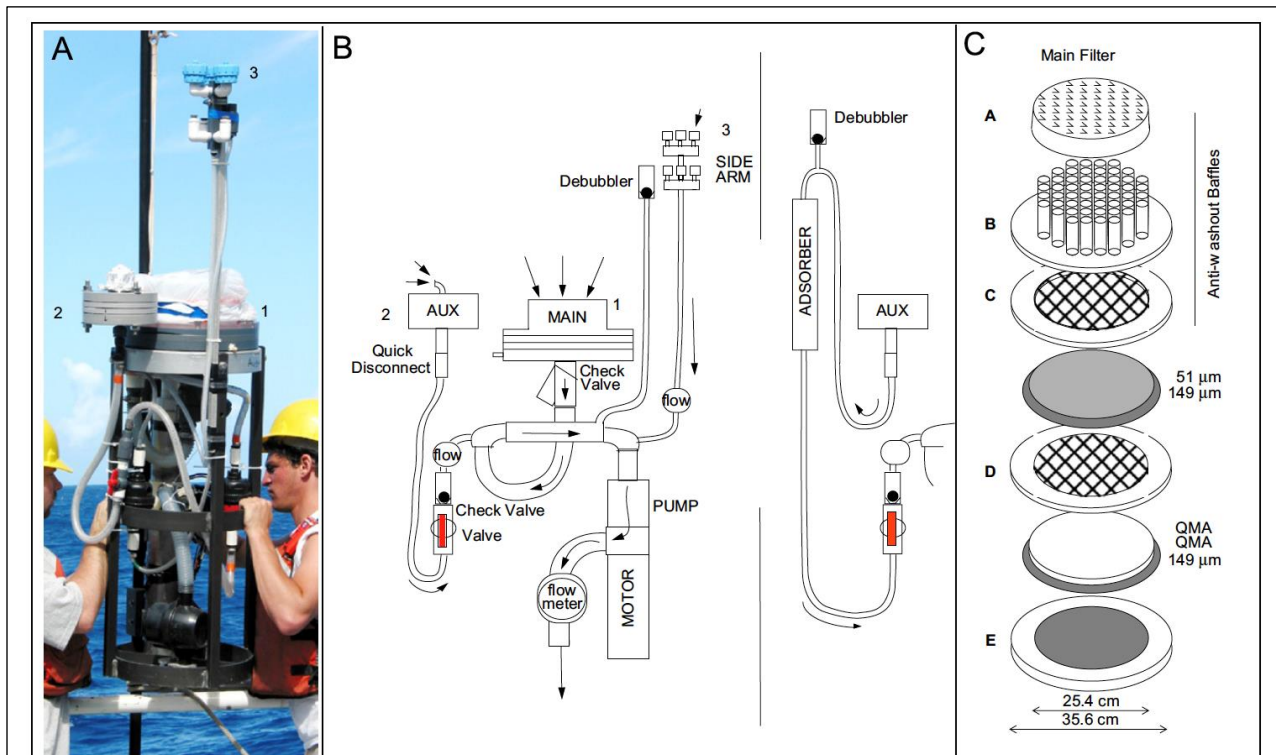 A
3
2
1
B
Debubbler
3
SIDE
ARM
2
AUX
Quick
Disconnect
MAIN
1
Check
Valve
flow
flow
Check Valve
Valve
PUMP
flow
meter
MOTOR
Debubbler
ADSORBER
AUX
C
Main Filter
A
B
C
Anti-w ashout Baffles
51 µm
149 µm
D
QMA
QMA
149 µm
E
25.4 cm
35.6 cm